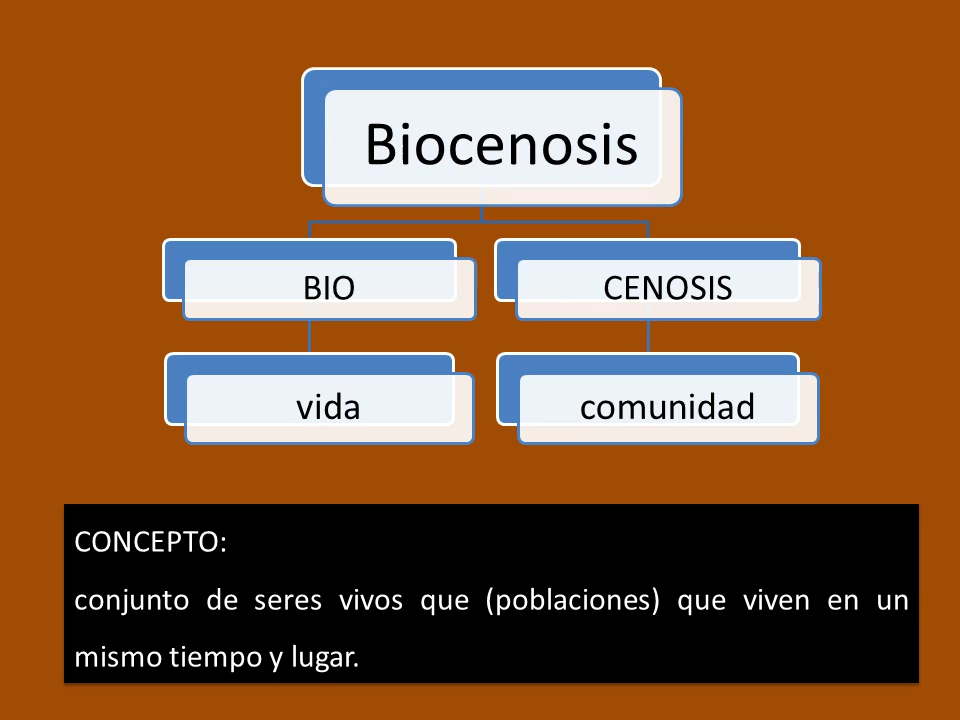 Biocenosis
BIO
CENOSIS
vida
comunidad
CONCEPTO:
conjunto de seres vivos que (poblaciones) que viven en un
mismo tiempo y lugar.